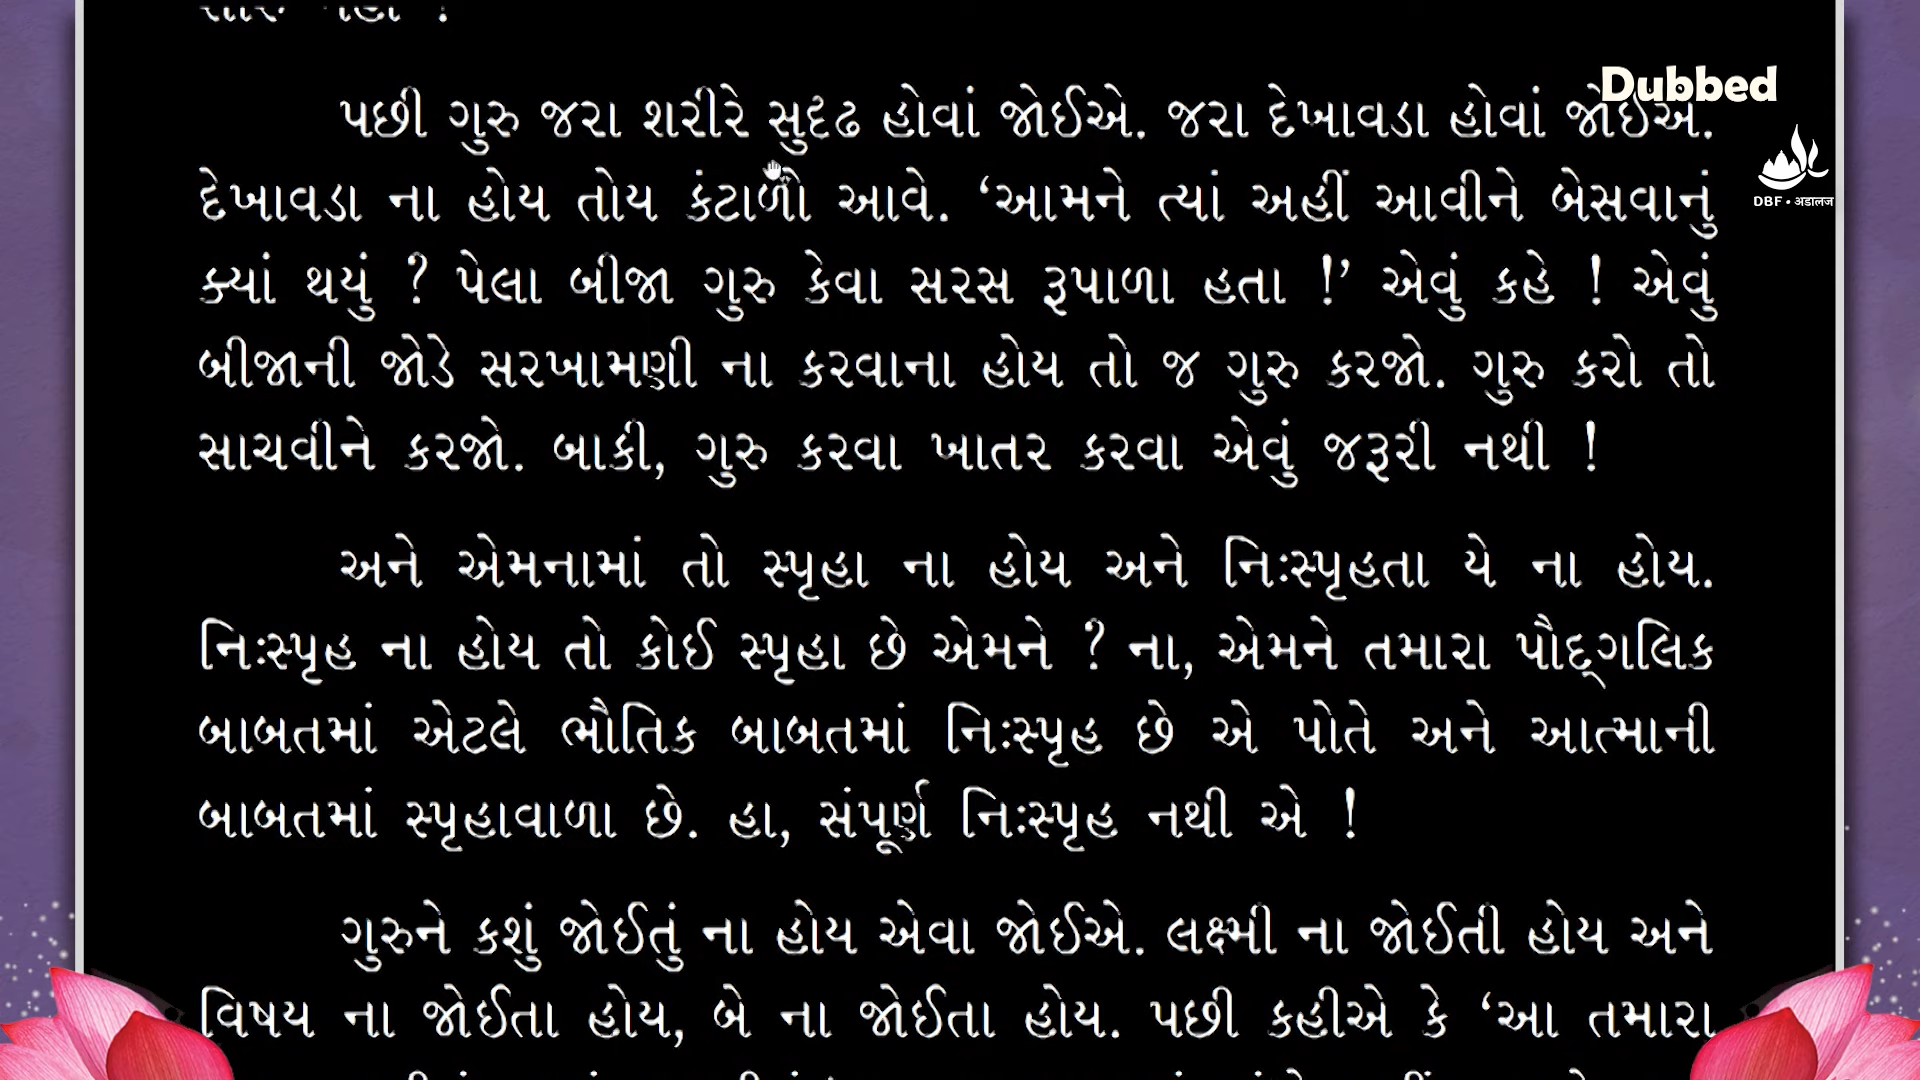 પછી ગુરુ જરા શરીરે સુદૃઢ હોવાં જોઈએ. જરા દેખાવડા હોવાં જોઈએ.
Dubbed
દેખાવડા ના હોય તોય કંટાળો આવે. ‘આમને ત્યાં અહીં આવીને બેસવાનું
DBF • अडालज
ક્યાં થયું ? પેલા બીજા ગુરુ કેવા સરસ રૂપાળા હતા !’ એવું કહે ! એવું
બીજાની જોડે સરખામણી ના કરવાના હોય તો જ ગુરુ કરજો. ગુરુ કરો તો
સાચવીને કરજો. બાકી, ગુરુ કરવા ખાતર કરવા એવું જરૂરી નથી !
અને એમનામાં તો સ્પૃહા ના હોય અને નિઃસ્પૃહતા યે ના હોય.
નિઃસ્પૃહ ના હોય તો કોઈ સ્પૃહા છે એમને ? ના, એમને તમારા પૌદ્ગલિક
બાબતમાં એટલે ભૌતિક બાબતમાં નિઃસ્પૃહ છે એ પોતે અને આત્માની
બાબતમાં સ્પૃહાવાળા છે. હા, સંપૂર્ણ નિઃસ્પૃહ નથી એ !
ગુરુને કશું જોઈતું ના હોય એવા જોઈએ. લક્ષ્મી ના જોઈતી હોય અને
વિષય ના જોઈતા હોય, બે ના જોઈતા હોય. પછી કહીએ કે ‘આ તમારા